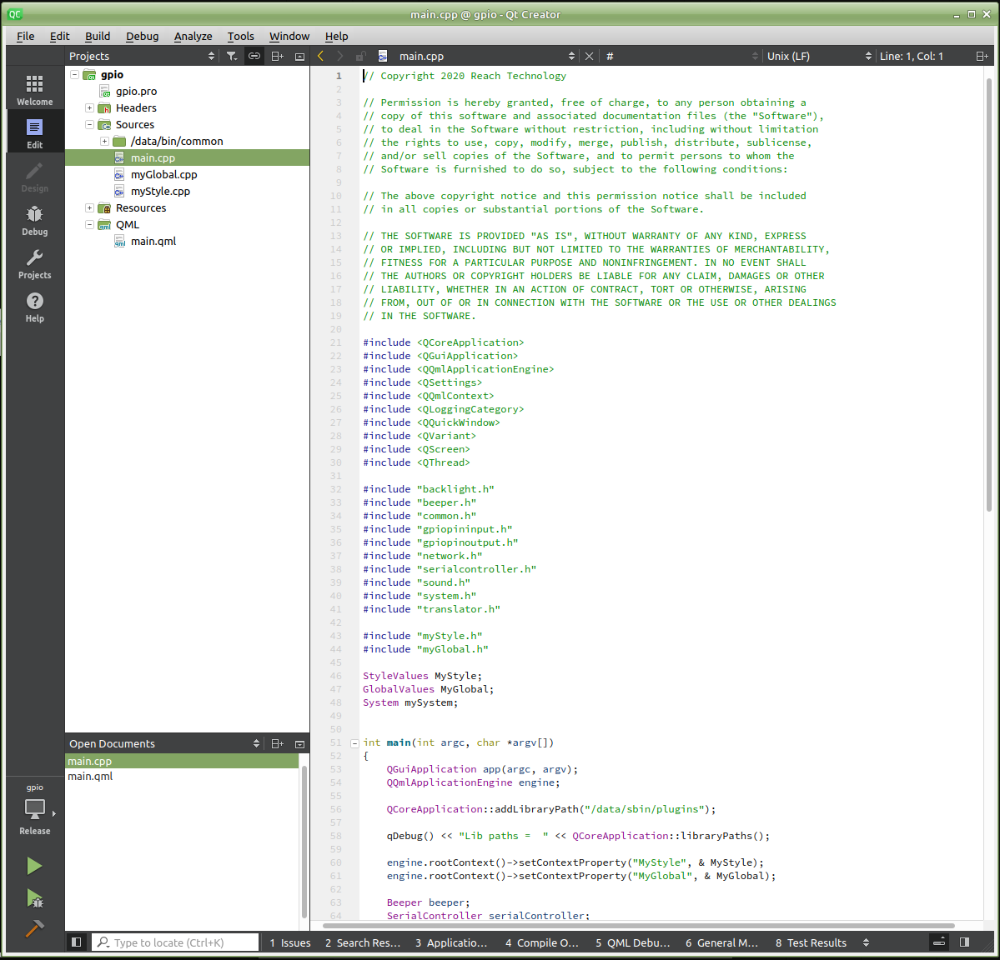 QC
main.cpp @ gpio - Qt Creator
File Edit Build Debug Analyze Tools Window Help
Projects
main.cpp
#
Unix (LF)
Line: 1, Col: 1
Welcome
Edit
Design
Debug
Projects
Help
gpio
gpio.pro
Headers
Sources
/data/bin/common
main.cpp
myGlobal.cpp
myStyle.cpp
Resources
QML
main.qml
Open Documents
main.cpp
main.qml
gpio
Release
1 // Copyright 2020 Reach Technology
2
3 // Permission is hereby granted, free of charge, to any person obtaining a
4 // copy of this software and associated documentation files (the "Software"),
5 // to deal in the Software without restriction, including without limitation
6 // the rights to use, copy, modify, merge, publish, distribute, sublicense,
7 // and/or sell copies of the Software, and to permit persons to whom the
8 // Software is furnished to do so, subject to the following conditions:
9
10 // The above copyright notice and this permission notice shall be included
11 // in all copies or substantial portions of the Software.
12
13 // THE SOFTWARE IS PROVIDED "AS IS", WITHOUT WARRANTY OF ANY KIND, EXPRESS
14 // OR IMPLIED, INCLUDING BUT NOT LIMITED TO THE WARRANTIES OF MERCHANTABILITY,
15 // FITNESS FOR A PARTICULAR PURPOSE AND NONINFRINGEMENT. IN NO EVENT SHALL
16 // THE AUTHORS OR COPYRIGHT HOLDERS BE LIABLE FOR ANY CLAIM, DAMAGES OR OTHER
17 // LIABILITY, WHETHER IN AN ACTION OF CONTRACT, TORT OR OTHERWISE, ARISING
18 // FROM, OUT OF OR IN CONNECTION WITH THE SOFTWARE OR THE USE OR OTHER DEALINGS
19 // IN THE SOFTWARE.
20
21 #include <QCoreApplication>
22 #include <QGuiApplication>
23 #include <QQmlApplicationEngine>
24 #include <QSettings>
25 #include <QQmlContext>
26 #include <QLoggingCategory>
27 #include <QQuickWindow>
28 #include <QVariant>
29 #include <QScreen>
30 #include <QThread>
31
32 #include "backlight.h"
33 #include "beeper.h"
34 #include "common.h"
35 #include "gpiopininput.h"
36 #include "gpiopinoutput.h"
37 #include "network.h"
38 #include "serialcontroller.h"
39 #include "sound.h"
40 #include "system.h"
41 #include "translator.h"
42
43 #include "myStyle.h"
44 #include "myGlobal.h"
45
46 StyleValues MyStyle;
47 GlobalValues MyGlobal;
48 System mySystem;
49
50
51 int main(int argc, char *argv[])
52 {
53 QGuiApplication app(argc, argv);
54 QQmlApplicationEngine engine;
55
56 QCoreApplication::addLibraryPath("/data/sbin/plugins");
57
58 qDebug() << "Lib paths =  " << QCoreApplication::libraryPaths();
59
60 engine.rootContext()->setContextProperty("MyStyle", & MyStyle);
61 engine.rootContext()->setContextProperty("MyGlobal", & MyGlobal);
62
63 Beeper beeper;
64 SerialController serialController;
Type to locate (Ctrl+K)
1 Issues 2 Search Res... 3 Applicatio... 4 Compile O... 5 QML Debu... 6 General M... 8 Test Results